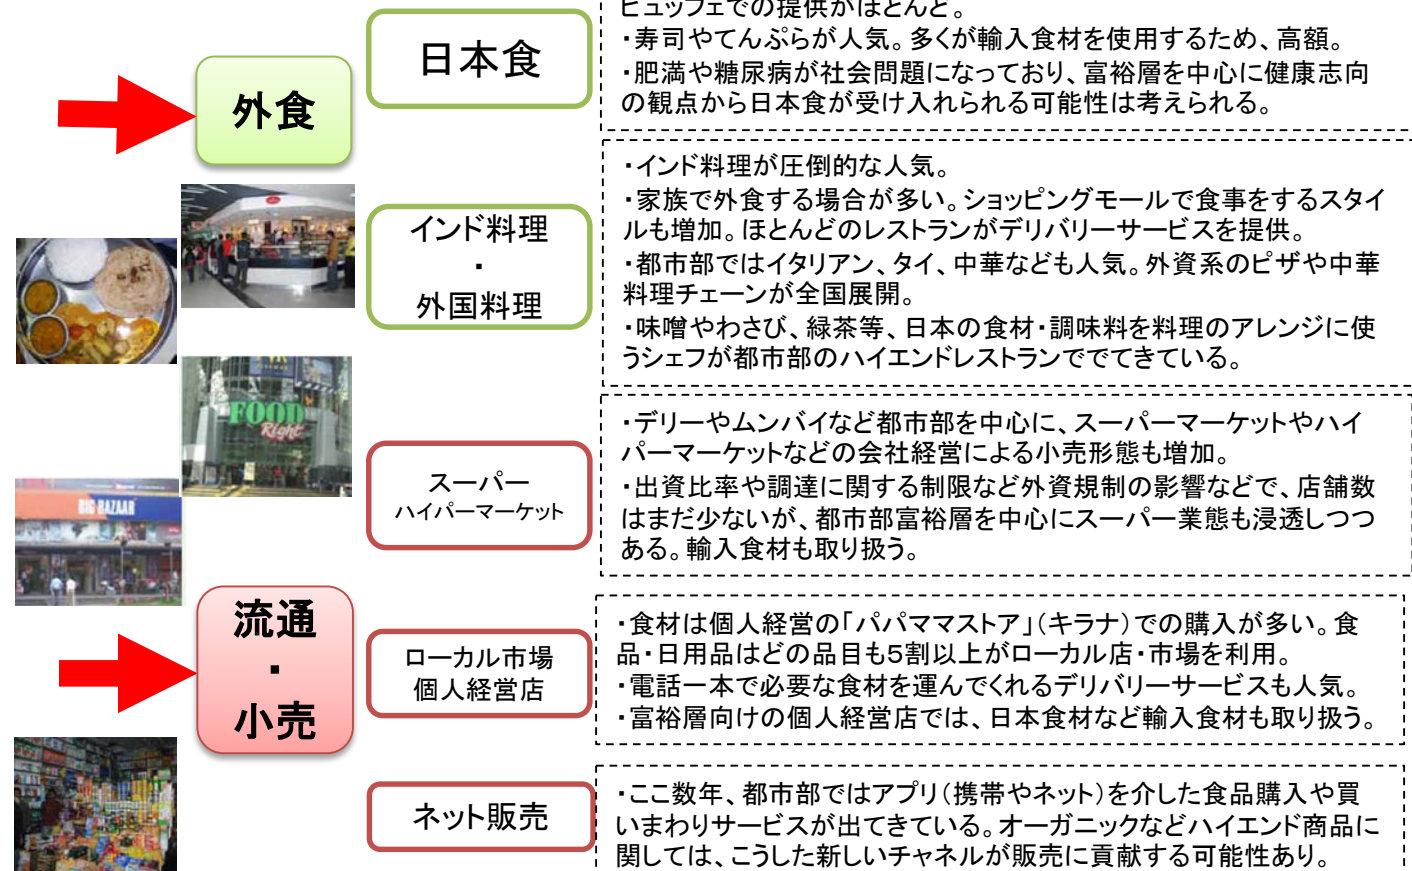 ビュッフェでの提供がほとんど。
日本食
・寿司やてんぷらが人気。多くが輸入食材を使用するため、高額。
・肥満や糖尿病が社会問題になっており、富裕層を中心に健康志向
の観点から日本食が受け入れられる可能性は考えられる。
外食
インド料理
・
外国料理
・インド料理が圧倒的な人気。
・家族で外食する場合が多い。ショッピングモールで食事をするスタイ
ルも増加。ほとんどのレストランがデリバリーサービスを提供。
・都市部ではイタリアン、タイ、中華なども人気。外資系のピザや中華
料理チェーンが全国展開。
・味噌やわさび、緑茶等、日本の食材・調味料を料理のアレンジに使
うシェフが都市部のハイエンドレストランででてきている。
FOOD
Right
BIG BAZAAR
スーパー
ハイパーマーケット
・デリーやムンバイなど都市部を中心に、スーパーマーケットやハイ
パーマーケットなどの会社経営による小売形態も増加。
・出資比率や調達に関する制限など外資規制の影響などで、店舗数
はまだ少ないが、都市部富裕層を中心にスーパー業態も浸透しつつ
ある。輸入食材も取り扱う。
流通
・
小売
ローカル市場
個人経営店
・食材は個人経営の「パパママストア」(キラナ)での購入が多い。食
品・日用品はどの品目も5割以上がローカル店・市場を利用。
・電話一本で必要な食材を運んでくれるデリバリーサービスも人気。
・富裕層向けの個人経営店では、日本食材など輸入食材も取り扱う。
ネット販売
・ここ数年、都市部ではアプリ(携帯やネット)を介した食品購入や買
いまわりサービスが出てきている。オーガニックなどハイエンド商品に
関しては、こうした新しいチャネルが販売に貢献する可能性あり。